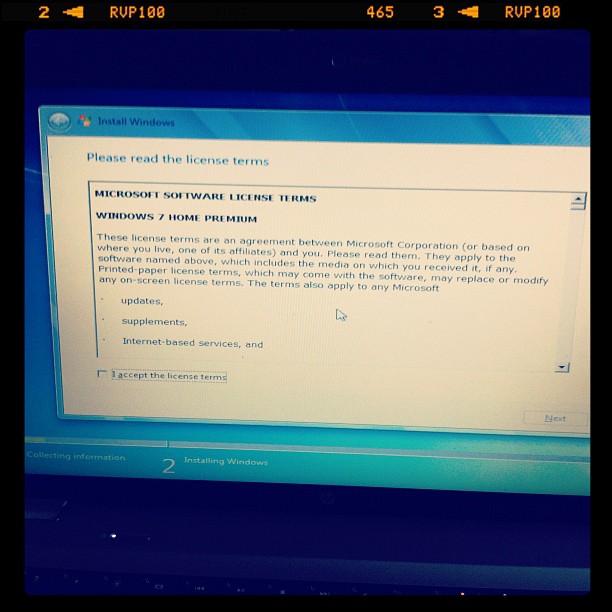 2 RVP100 465 3 RVP100
Install Windows
Please read the license terms
MICROSOFT SOFTWARE LICENSE TERMS
WINDOWS 7 HOME PREMIUM
These license terms are an agreement between Microsoft Corporation (or based on
where you live, one of its affiliates) and you. Please read them. They apply to the
software named above, which includes the media on which you received it, if any.
Printed-paper license terms, which may come with the software, may replace or modify
any on-screen license terms. The terms also apply to any Microsoft
· updates,
· supplements,
· Internet-based services, and
I accept the license terms
Next
Collecting information
2 Installing Windows